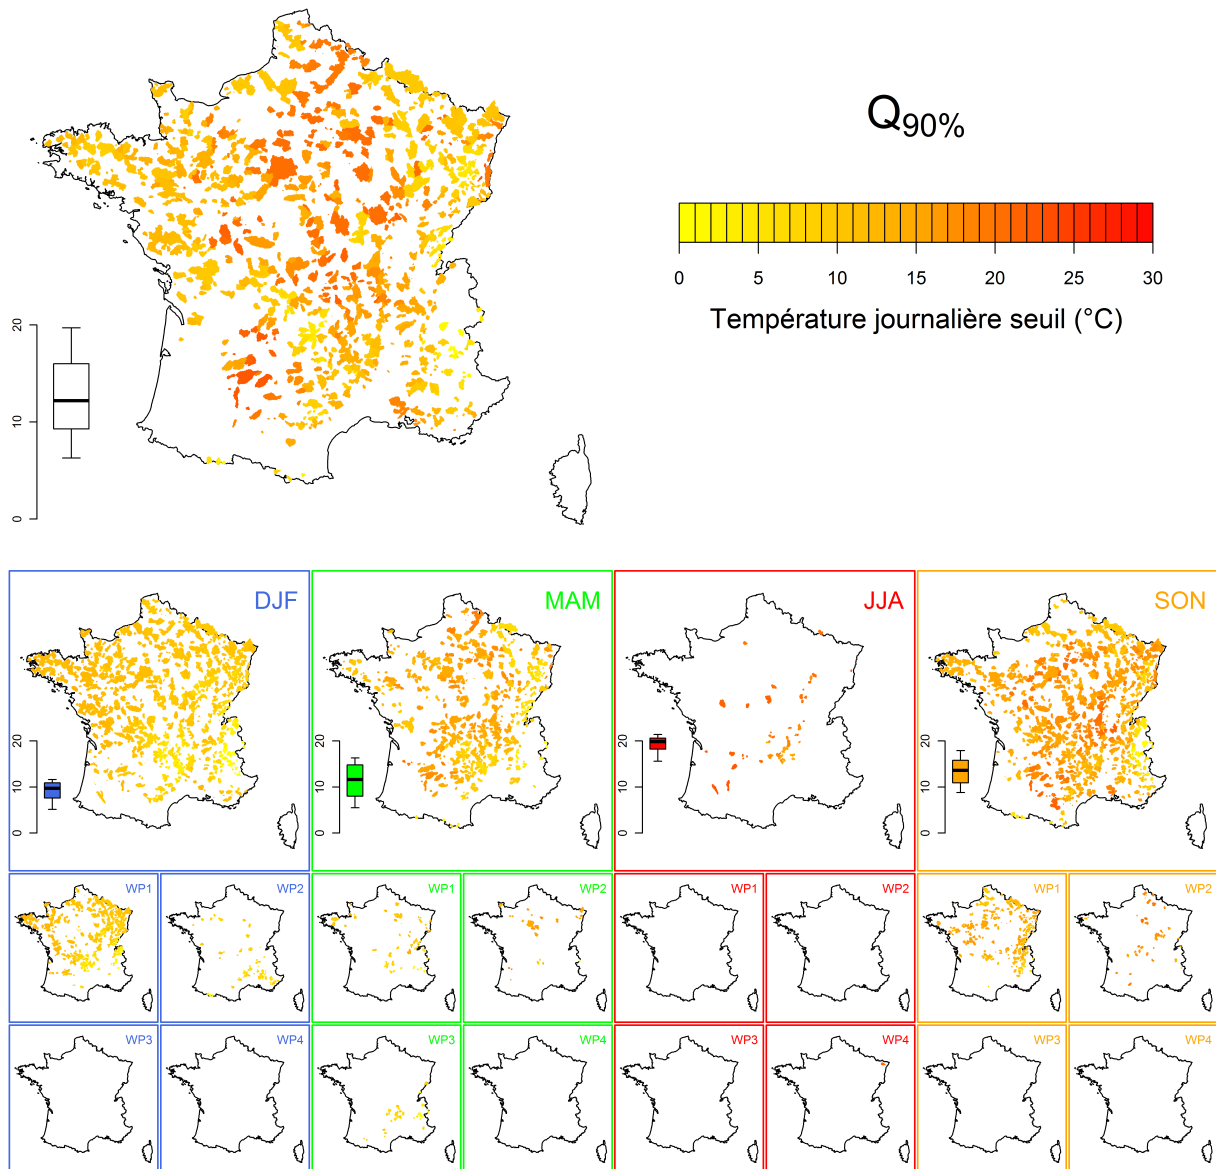 Q90%
0 5 10 15 20 25 30
Température journalière seuil (°C)
20
10
0
DJF MAM JJA SON
20 20 20 20
10 10 10 10
0 0 0 0
WP1 WP2 WP1 WP2 WP1 WP2 WP1 WP2
WP3 WP4 WP3 WP4 WP3 WP4 WP3 WP4